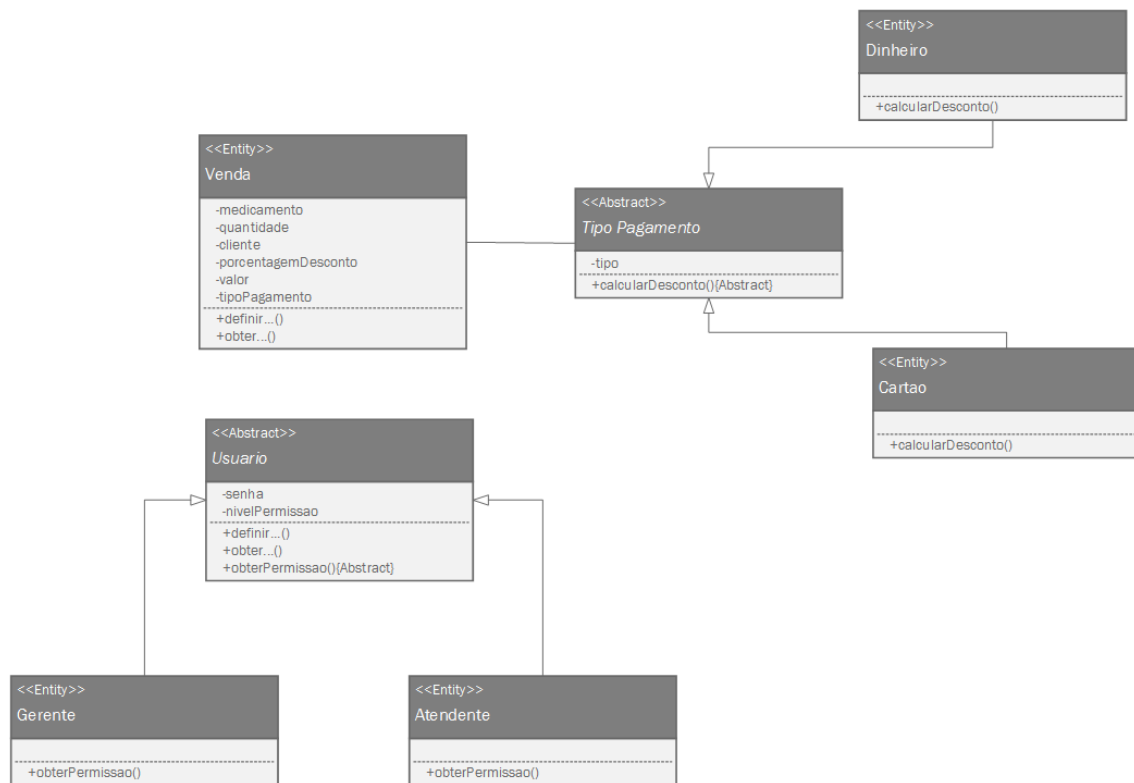 <<Entity>>
Dinheiro
+calcularDesconto()
<<Entity>>
Venda
-medicamento
-quantidade
-cliente
-porcentagemDesconto
-valor
-tipoPagamento
+definir...()
+obter...()
<<Abstract>>
Tipo Pagamento
-tipo
+calcularDesconto(){Abstract}
<<Entity>>
Cartao
+calcularDesconto()
<<Abstract>>
Usuario
-senha
-nivelPermissao
+definir...()
+obter...()
+obterPermissao(){Abstract}
<<Entity>>
Gerente
+obterPermissao()
<<Entity>>
Atendente
+obterPermissao()